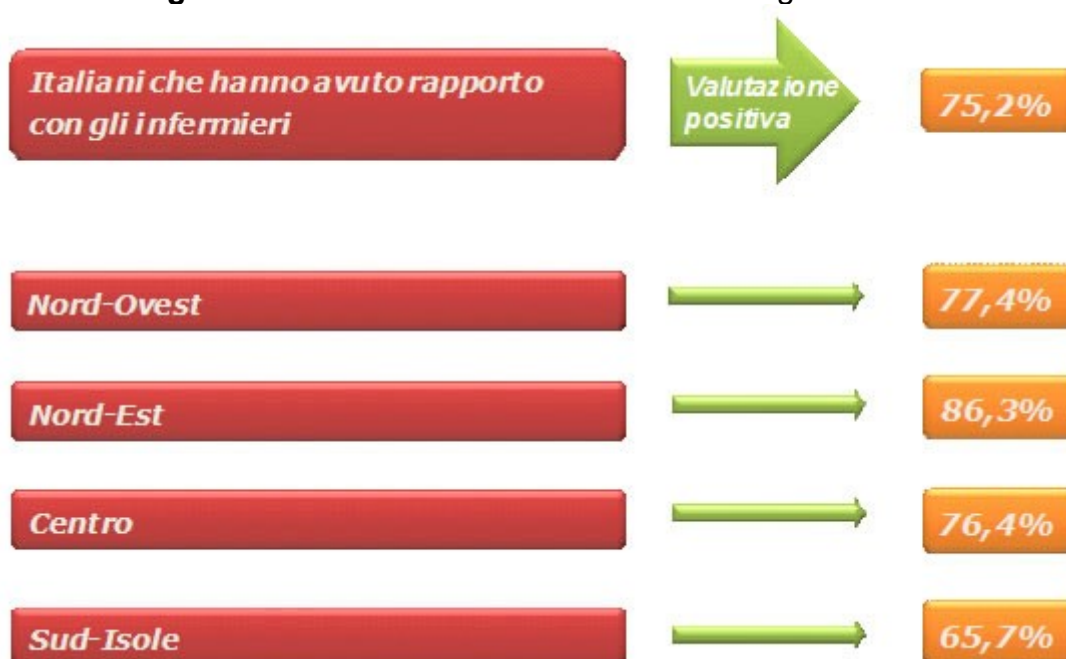 Italiani che hanno avuto rapporto
con gli infermieri
Valutazione
positiva
75,2%
Nord-Ovest
77,4%
Nord-Est
86,3%
Centro
76,4%
Sud-Isole
65,7%